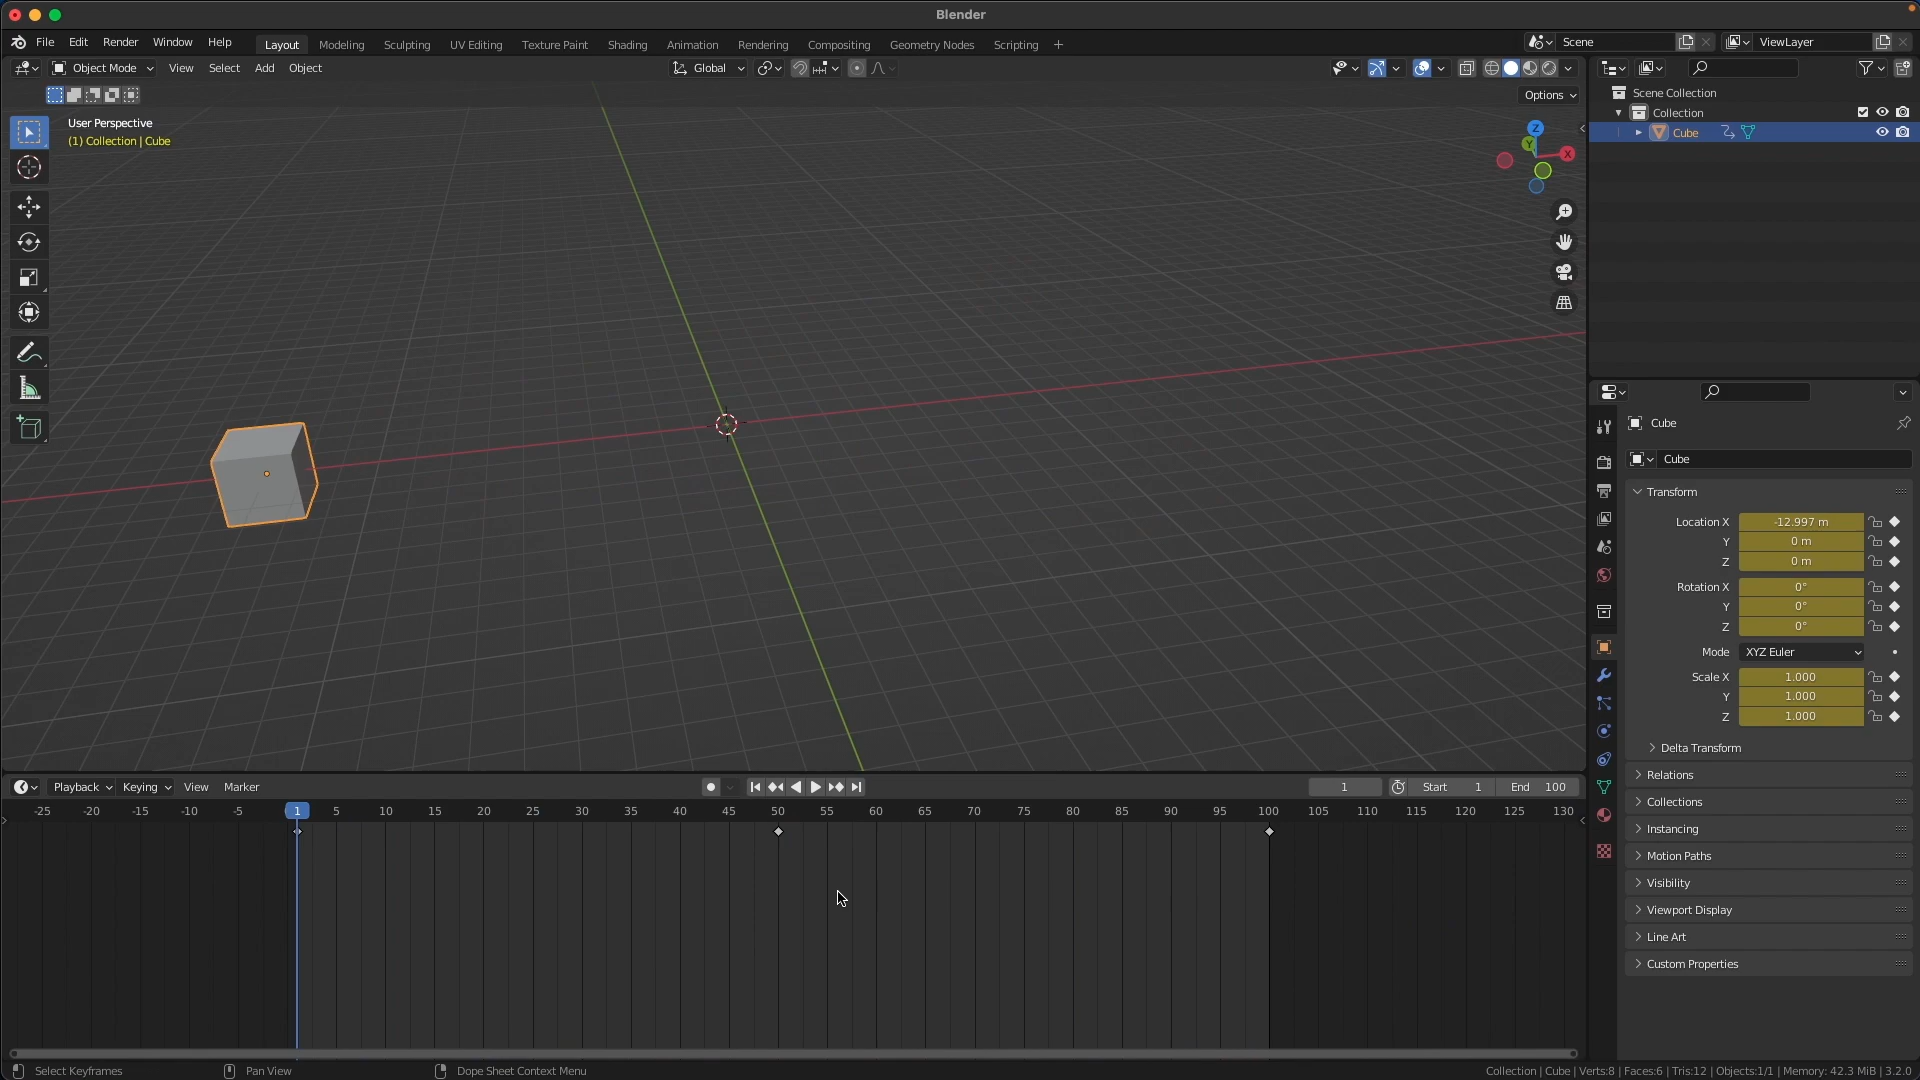 Blender
File Edit Render Window Help Layout Modeling Sculpting UV Editing Texture Paint Shading Animation Rendering Compositing Geometry Nodes Scripting + Scene ViewLayer
Object Mode View Select Add Object Global
Options
User Perspective
(1) Collection | Cube
Z
Y
X
Scene Collection
Collection
Cube
Cube
Cube
Transform
Location X -12.997 m
Y 0 m
Z 0 m
Rotation X 0°
Y 0°
Z 0°
Mode XYZ Euler
Scale X 1.000
Y 1.000
Z 1.000
Delta Transform
Relations
Collections
Instancing
Motion Paths
Visibility
Viewport Display
Line Art
Custom Properties
Playback Keying View Marker 1 Start 1 End 100
-25 -20 -15 -10 -5 1 5 10 15 20 25 30 35 40 45 50 55 60 65 70 75 80 85 90 95 100 105 110 115 120 125 130
Select Keyframes Pan View Dope Sheet Context Menu Collection | Cube | Verts:8 | Faces:6 | Tris:12 | Objects:1/1 | Memory: 42.3 MiB | 3.2.0